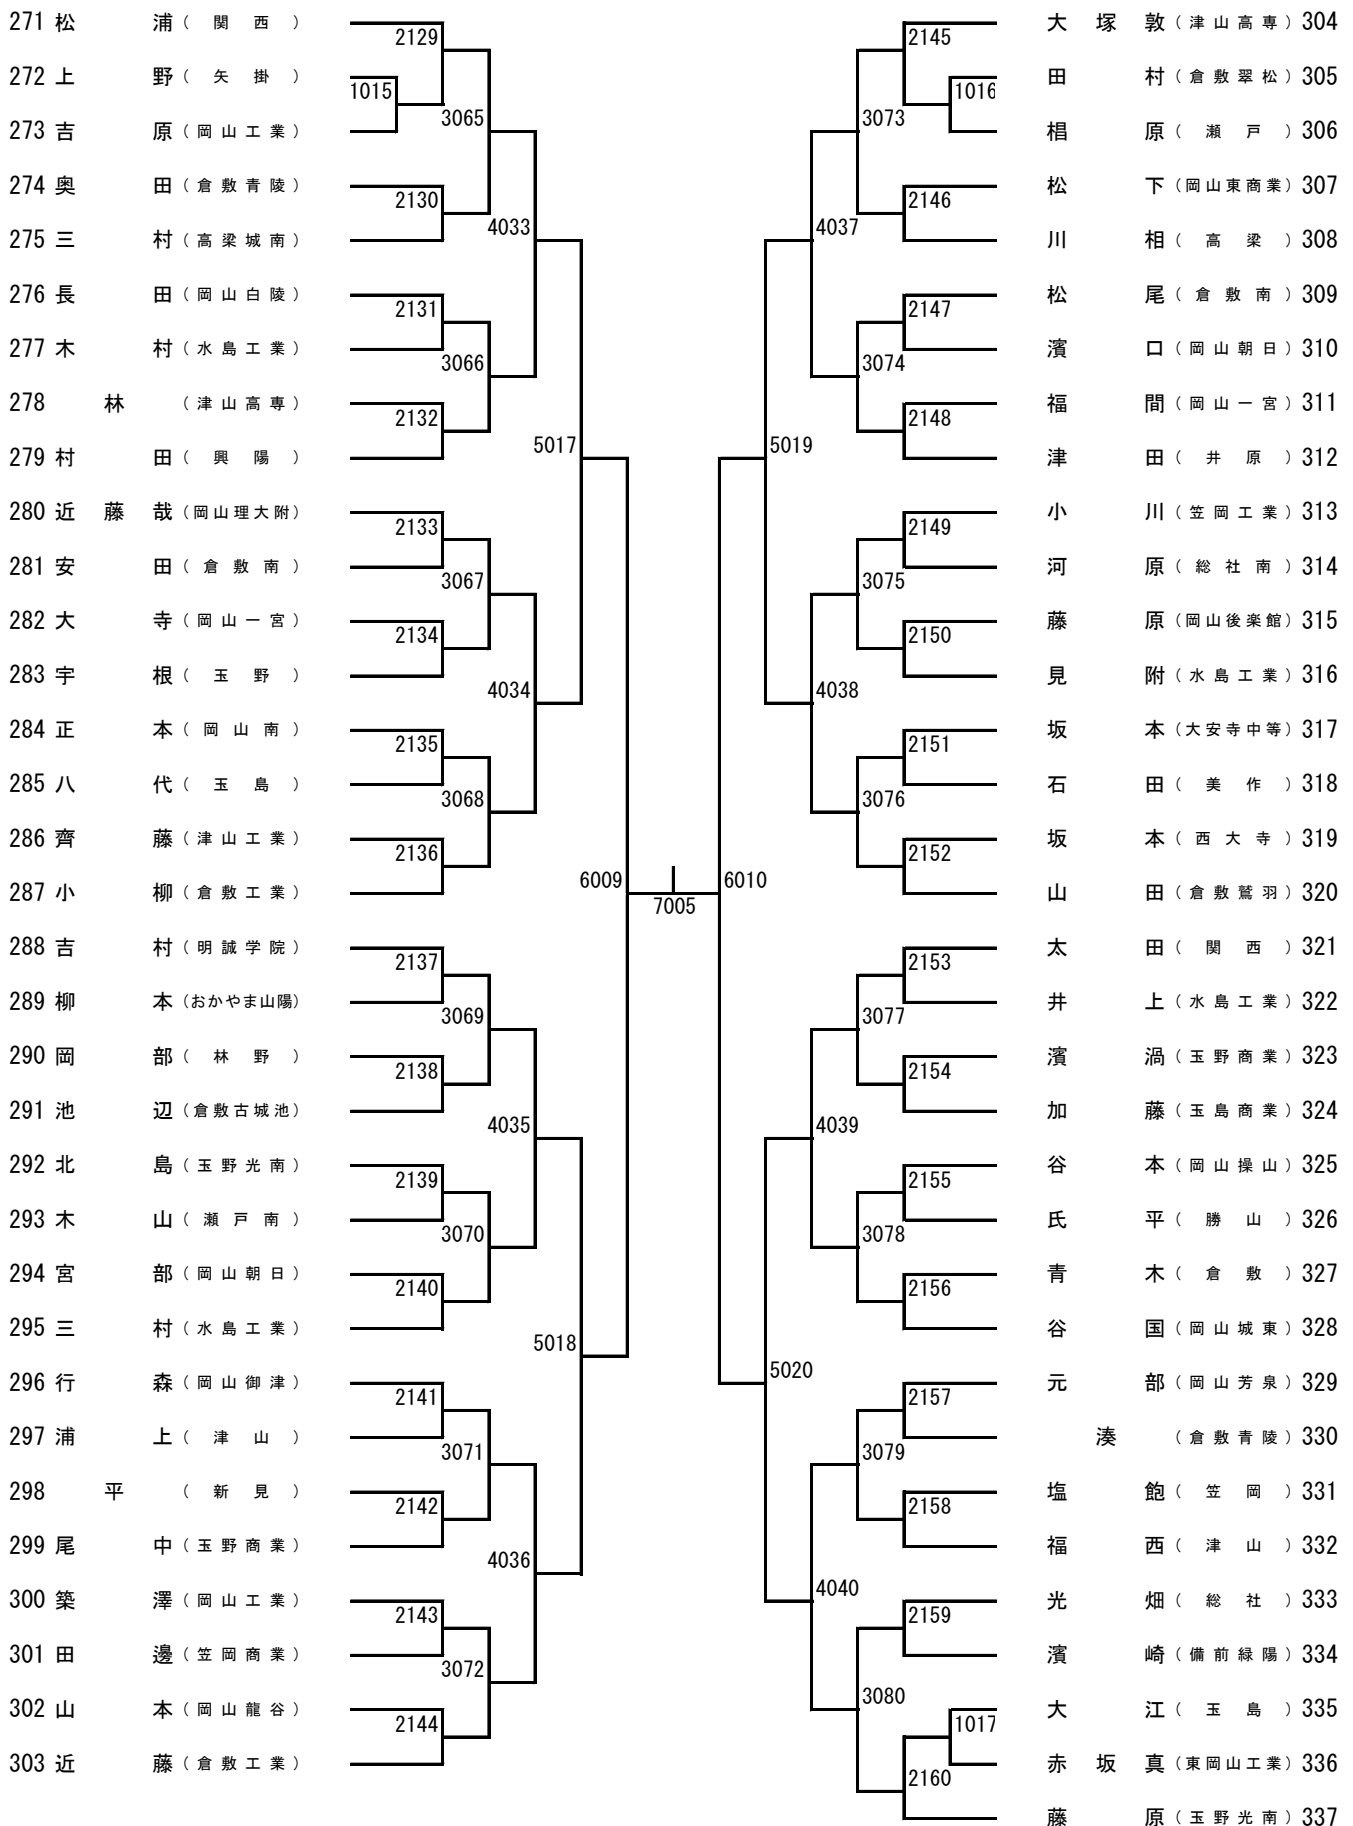 271 松浦（関西）
272 上野（矢掛）
273 吉原（岡山工業）
274 奥田（倉敷青陵）
275 三村（高梁城南）
276 長田（岡山白陵）
277 木村（水島工業）
278 林（津山高専）
279 村田（興陽）
280 近藤哉（岡山理大附）
281 安田（倉敷南）
282 大寺（岡山一宮）
283 宇根（玉野）
284 正本（岡山南）
285 八代（玉島）
286 齊藤（津山工業）
287 小柳（倉敷工業）
288 吉村（明誠学院）
289 柳本（おかやま山陽）
290 岡部（林野）
291 池辺（倉敷古城池）
292 北島（玉野光南）
293 木山（瀬戸南）
294 宮部（岡山朝日）
295 三村（水島工業）
296 行森（岡山御津）
297 浦上（津山）
298 平（新見）
299 尾中（玉野商業）
300 築澤（岡山工業）
301 田邊（笠岡商業）
302 山本（岡山龍谷）
303 近藤（倉敷工業）
1015
2129
2130
2131
2132
2133
2134
2135
2136
2137
2138
2139
2140
2141
2142
2143
2144
3065
3066
3067
3068
3069
3070
3071
3072
4033
4034
4035
4036
5017
5018
6009
7005
6010
5019
5020
4037
4038
4039
4040
3073
3074
3075
3076
3077
3078
3079
3080
2145
2146
2147
2148
2149
2150
2151
2152
2153
2154
2155
2156
2157
2158
2159
2160
1016
1017
大塚敦（津山高専）304
田村（倉敷翠松）305
椙原（瀬戸）306
松下（岡山東商業）307
川相（高梁）308
松尾（倉敷南）309
濱口（岡山朝日）310
福間（岡山一宮）311
津田（井原）312
小川（笠岡工業）313
河原（総社南）314
藤原（岡山後楽館）315
見附（水島工業）316
坂本（大安寺中等）317
石田（美作）318
坂本（西大寺）319
山田（倉敷鷲羽）320
太田（関西）321
井上（水島工業）322
濱渦（玉野商業）323
加藤（玉島商業）324
谷本（岡山操山）325
氏平（勝山）326
青木（倉敷）327
谷国（岡山城東）328
元部（岡山芳泉）329
湊（倉敷青陵）330
塩飽（笠岡）331
福西（津山）332
光畑（総社）333
濱崎（備前緑陽）334
大江（玉島）335
赤坂真（東岡山工業）336
藤原（玉野光南）337